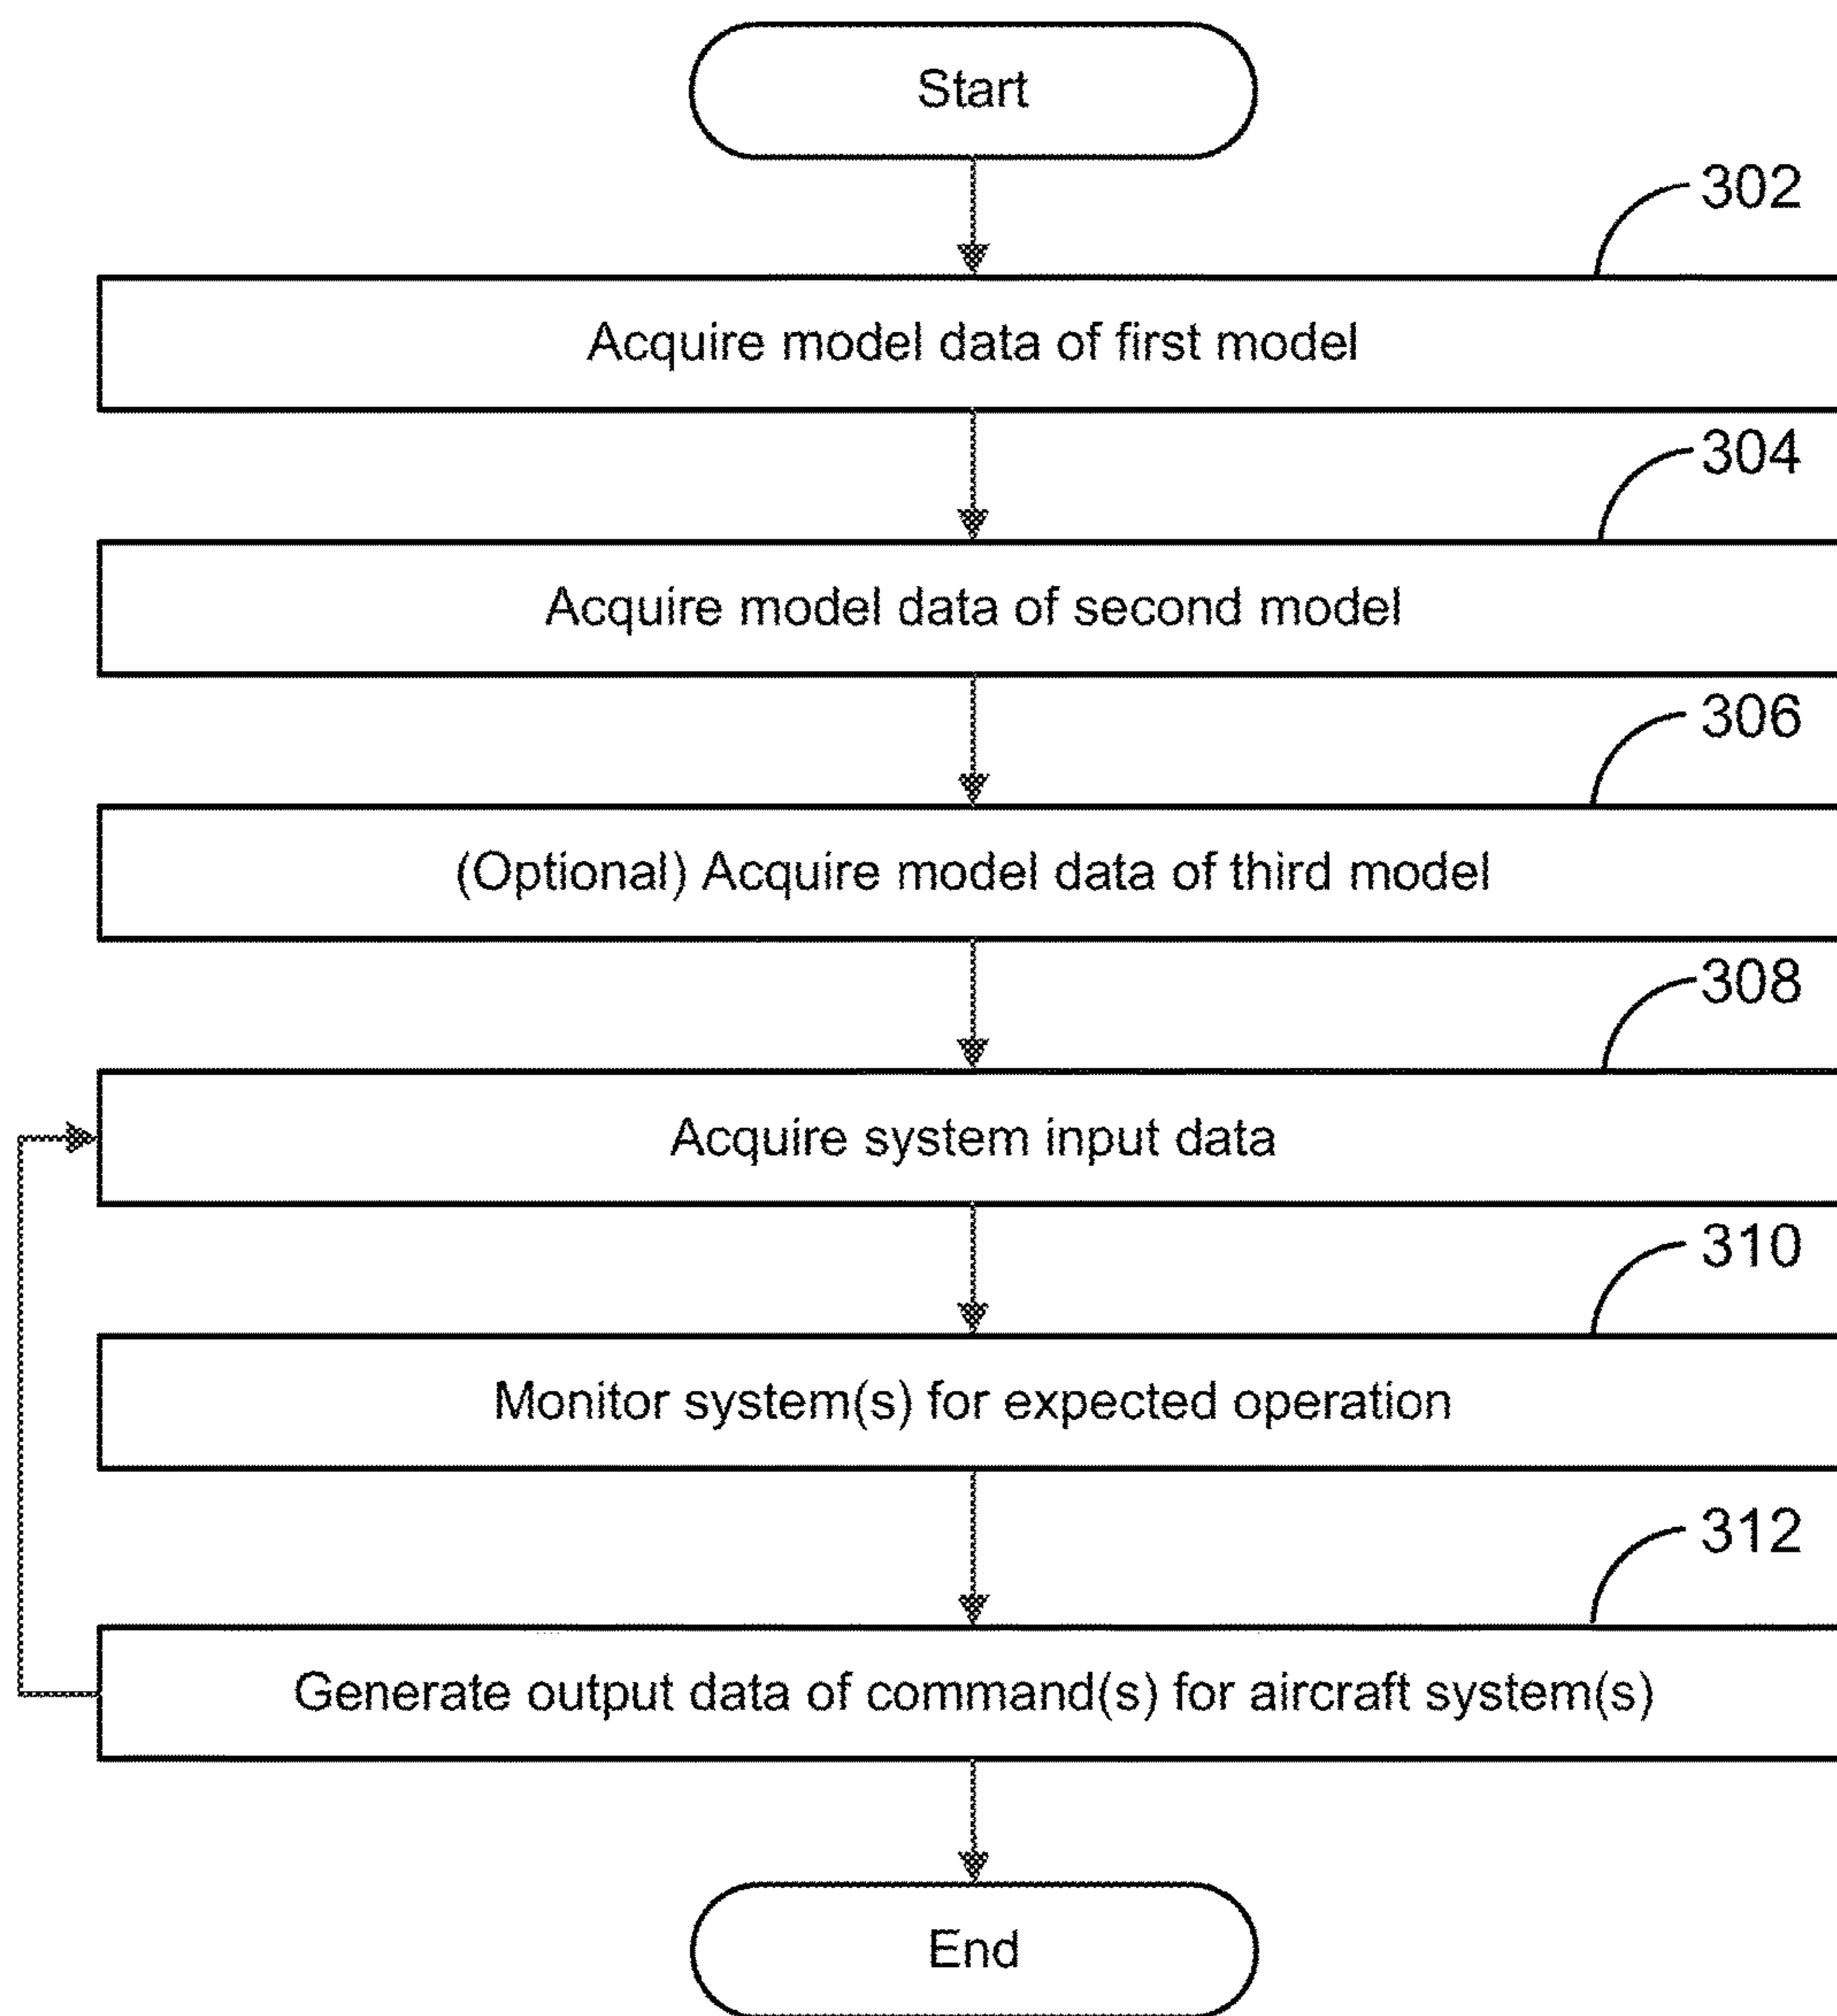 Start
302
Acquire model data of first model
304
Acquire model data of second model
306
(Optional) Acquire model data of third model
308
Acquire system input data
310
Monitor system(s) for expected operation
312
Generate output data of command(s) for aircraft system(s)
End